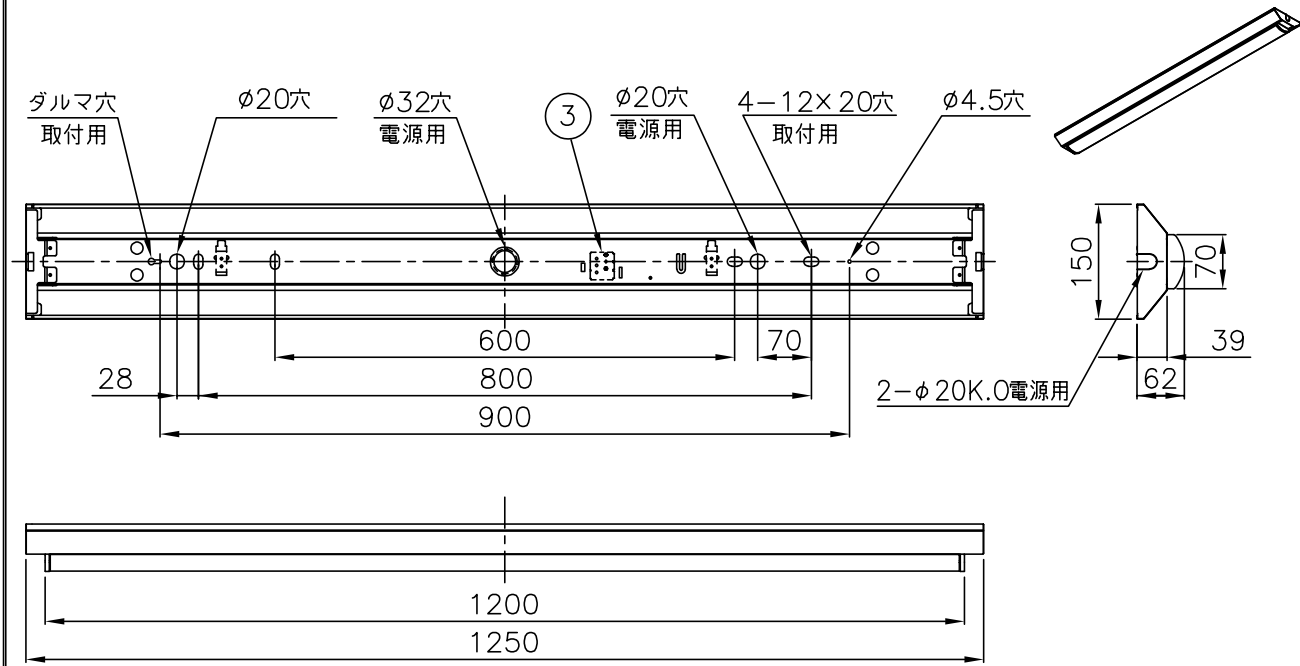 ダルマ穴
取付用
φ20穴
φ32穴
電源用
3
φ20穴
電源用
4-12×20穴
取付用
φ4.5穴
150
70
600
70
39
28
800
62
2-φ20K.O電源用
900
1200
1250